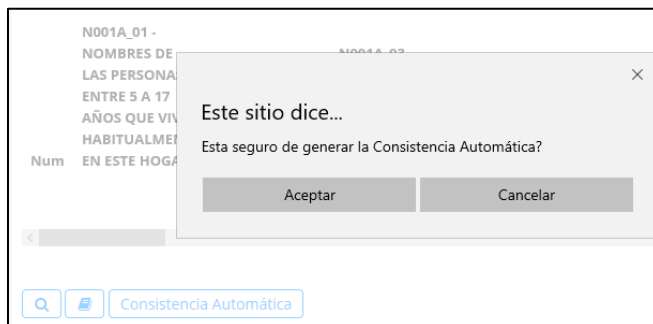 N001A_01 -
NOMBRES DE
LAS PERSONA
ENTRE 5 A 17
AÑOS QUE VIV
HABITUALMEN
Num EN ESTE HOGA
Este sitio dice...
Esta seguro de generar la Consistencia Automática?
Aceptar Cancelar
Consistencia Automática